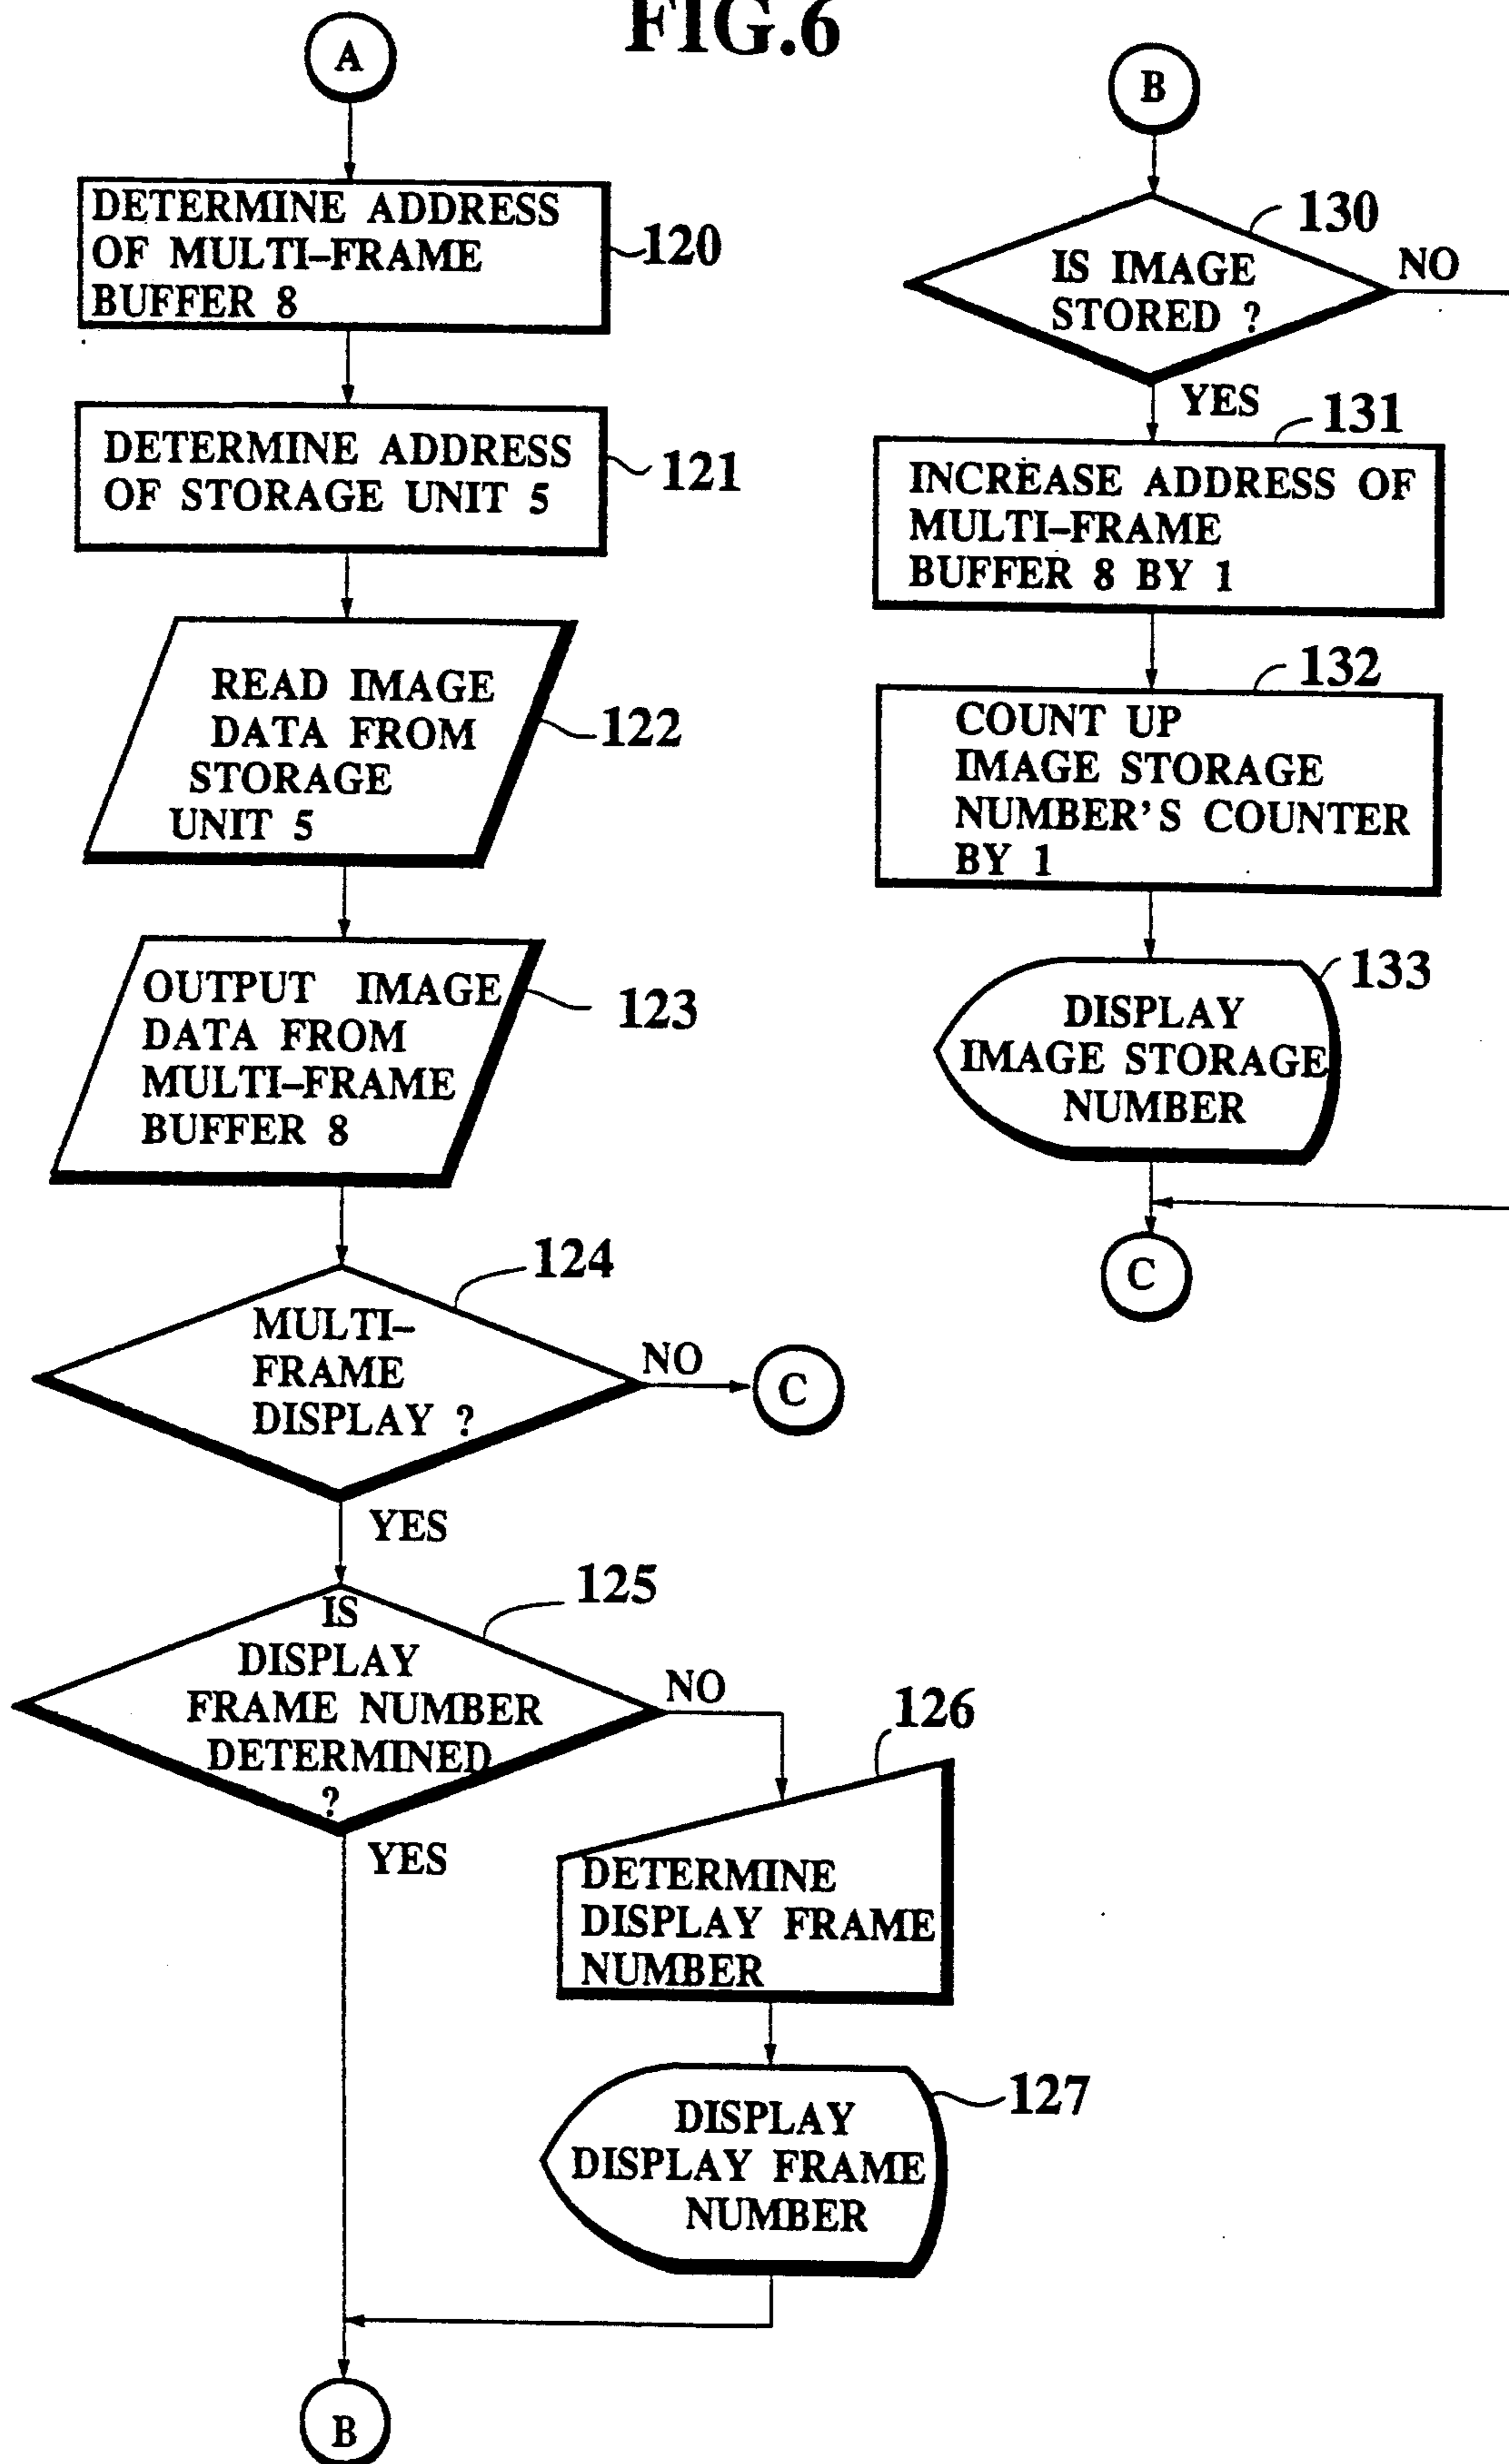 FIG.6
A
DETERMINE ADDRESS
OF MULTI–FRAME
BUFFER 8
120
DETERMINE ADDRESS
OF STORAGE UNIT 5
121
READ IMAGE
DATA FROM
STORAGE
UNIT 5
122
OUTPUT IMAGE
DATA FROM
MULTI–FRAME
BUFFER 8
123
124
MULTI–
FRAME
DISPLAY ?
NO
C
YES
125
IS
DISPLAY
FRAME NUMBER
DETERMINED
?
NO
YES
126
DETERMINE
DISPLAY FRAME
NUMBER
127
DISPLAY
DISPLAY FRAME
NUMBER
B
B
130
IS IMAGE
STORED ?
NO
YES
131
INCREASE ADDRESS OF
MULTI–FRAME
BUFFER 8 BY 1
132
COUNT UP
IMAGE STORAGE
NUMBER'S COUNTER
BY 1
133
DISPLAY
IMAGE STORAGE
NUMBER
C